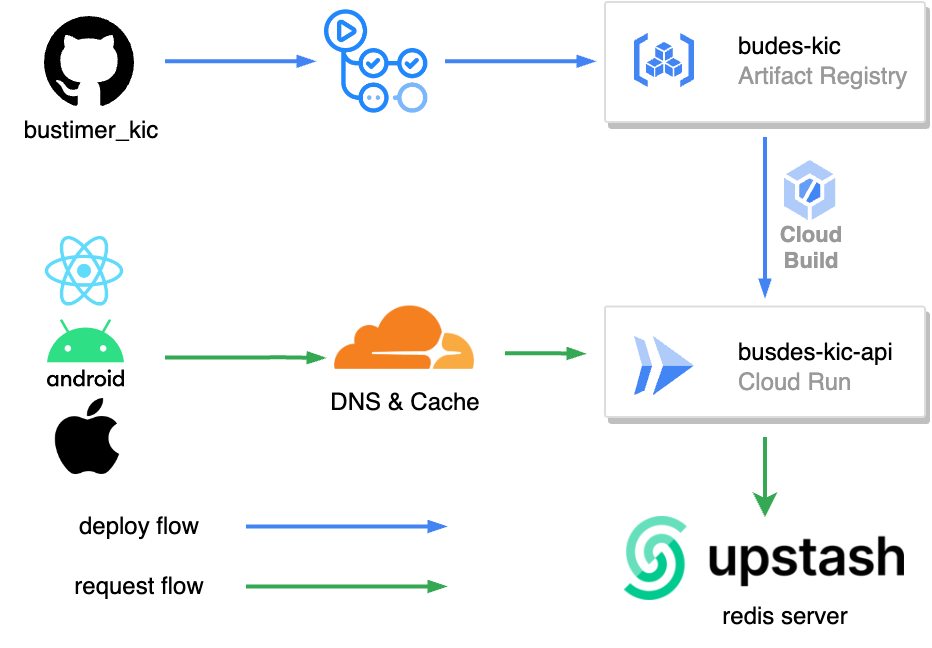 bustimer_kic
budes-kic
Artifact Registry
Cloud
Build
android
DNS & Cache
busdes-kic-api
Cloud Run
deploy flow
request flow
upstash
redis server